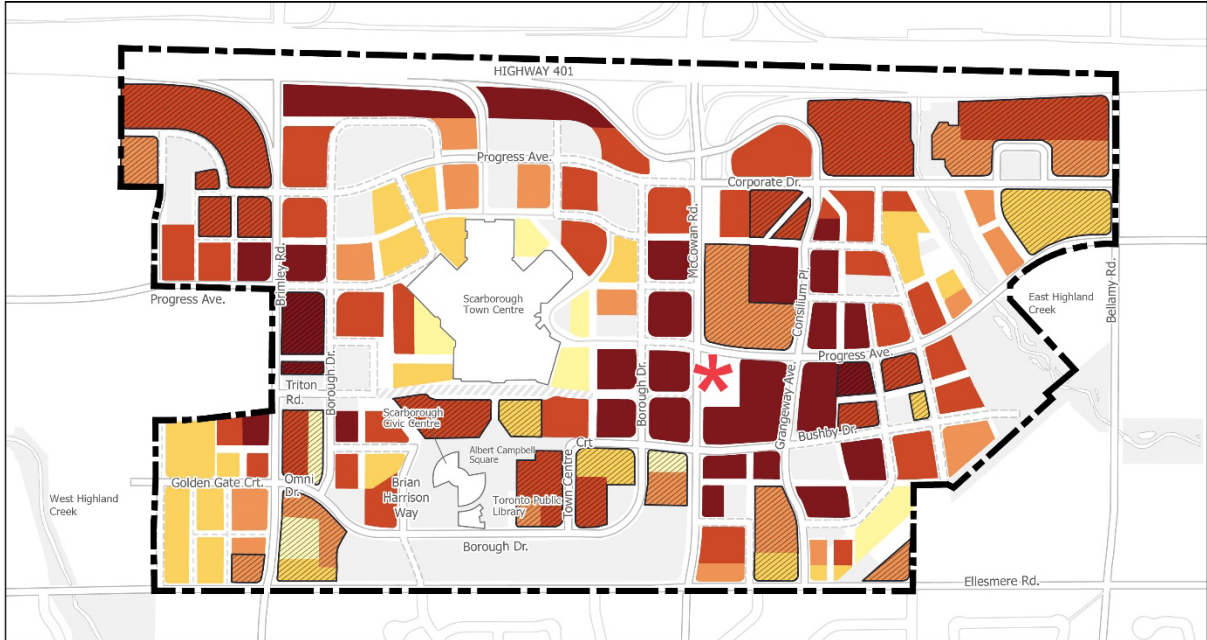 HIGHWAY 401
Progress Ave.
Corporate Dr.
McCowan Rd.
Brimley Rd.
Consilium Pl.
Bellamy Rd.
Progress Ave.
Scarborough
Town Centre
East Highland
Creek
Borough Dr.
Borough Dr.
Progress Ave.
Triton
Rd.
Grangeway Ave.
Scarborough
Civic Centre
Bushby Dr.
Crt
Town Centre
Albert Campbell
Square
Golden Gate Crt.
Omni
Dr.
Brian
Harrison
Way
Toronto Public
Library
West Highland
Creek
Borough Dr.
Ellesmere Rd.